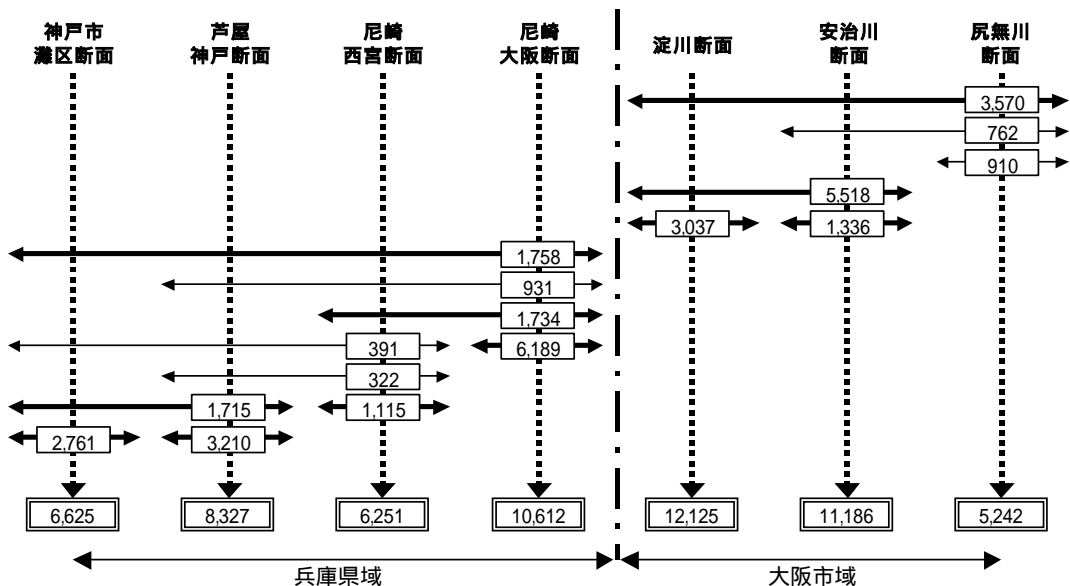 神戸市
灘区断面
芦屋
神戸断面
尼崎
西宮断面
尼崎
大阪断面
淀川断面
安治川
断面
尻無川
断面
3,570
762
910
5,518
3,037
1,336
1,758
931
1,734
391
6,189
322
1,715
1,115
2,761
3,210
6,625
8,327
6,251
10,612
12,125
11,186
5,242
兵庫県域
大阪市域